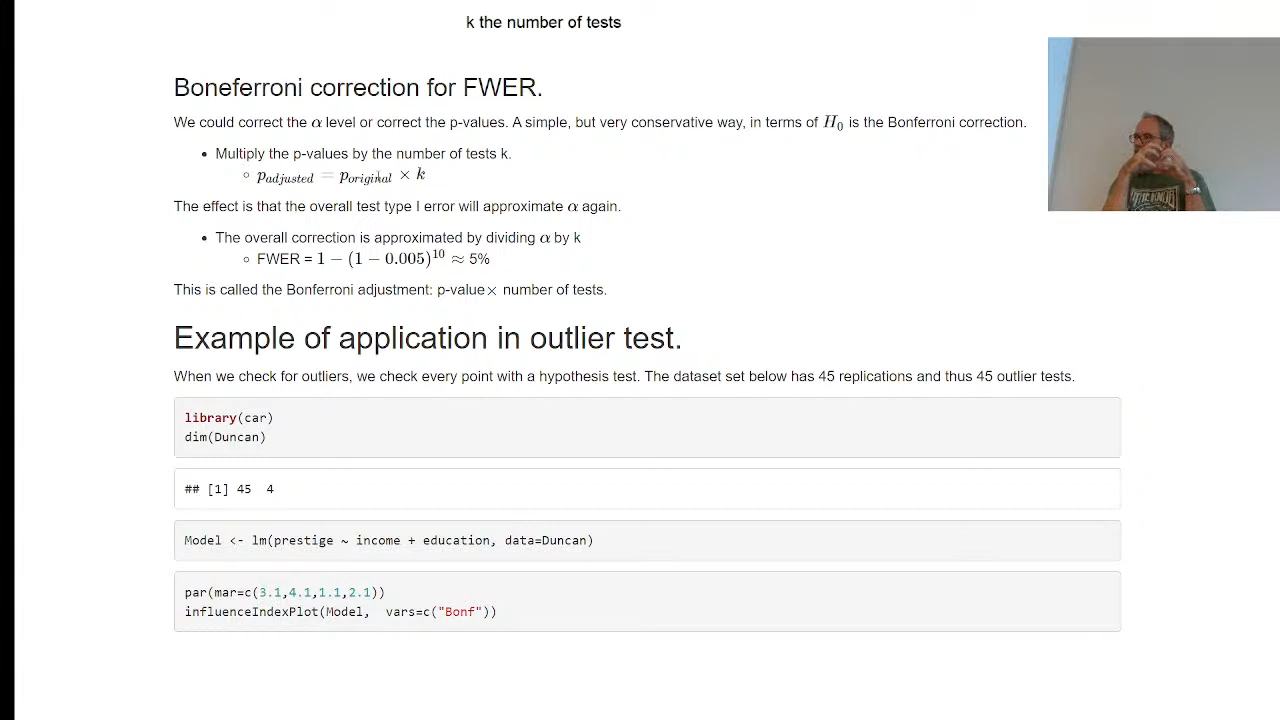 k the number of tests
Boneferroni correction for FWER.
We could correct the α level or correct the p-values. A simple, but very conservative way, in terms of H₀ is the Bonferroni correction.
• Multiply the p-values by the number of tests k.
◦ p_adjusted = p_original × k
The effect is that the overall test type I error will approximate α again.
• The overall correction is approximated by dividing α by k
◦ FWER = 1 − (1 − 0.005)¹⁰ ≈ 5%
This is called the Bonferroni adjustment: p-value× number of tests.
Example of application in outlier test.
When we check for outliers, we check every point with a hypothesis test. The dataset set below has 45 replications and thus 45 outlier tests.
library(car)
dim(Duncan)
## [1] 45  4
Model <- lm(prestige ~ income + education, data=Duncan)
par(mar=c(3.1,4.1,1.1,2.1))
influenceIndexPlot(Model,  vars=c("Bonf"))